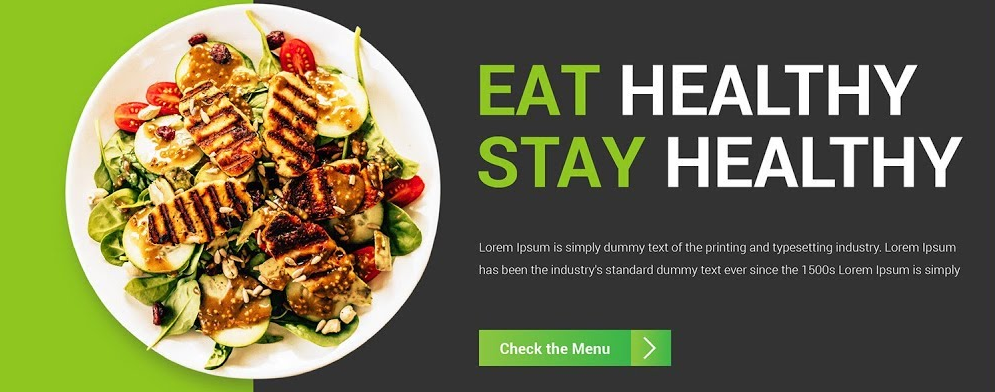 EAT HEALTHY
STAY HEALTHY
Lorem Ipsum is simply dummy text of the printing and typesetting industry. Lorem Ipsum
has been the industry's standard dummy text ever since the 1500s Lorem Ipsum is simply
Check the Menu